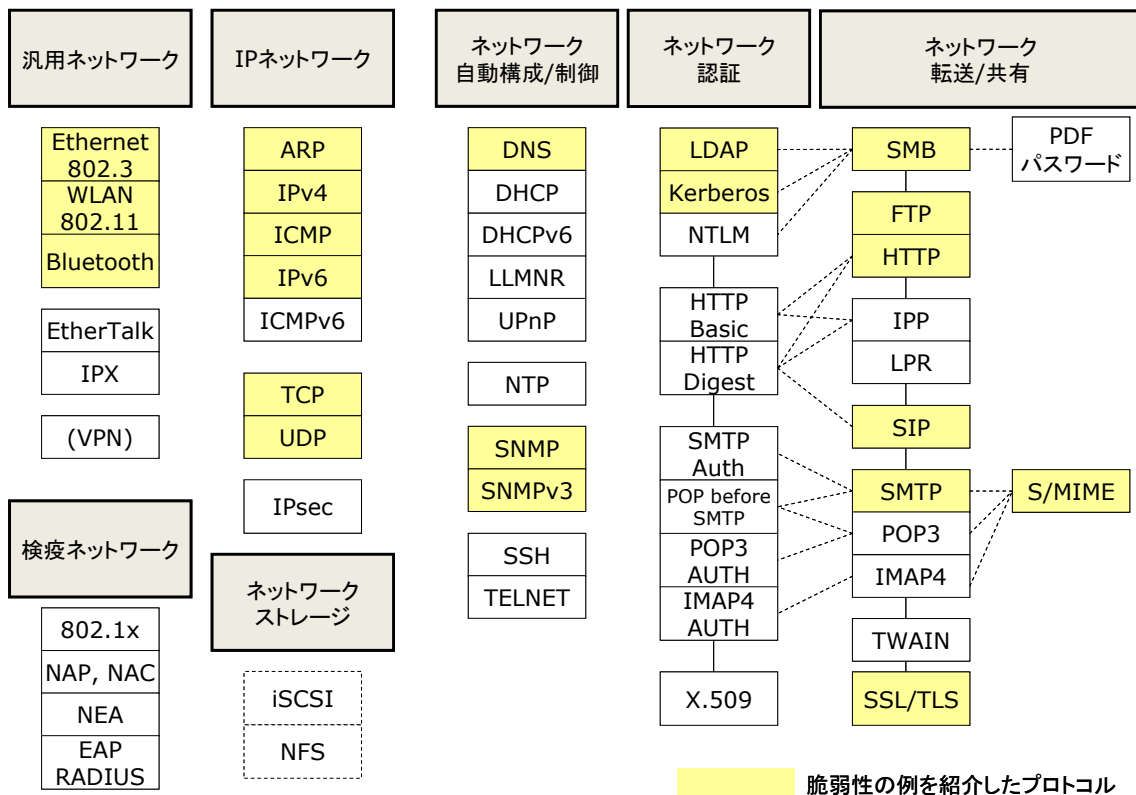 汎用ネットワーク
Ethernet
802.3
WLAN
802.11
Bluetooth
EtherTalk
IPX
(VPN)
検疫ネットワーク
802.1x
NAP, NAC
NEA
EAP
RADIUS
IPネットワーク
ARP
IPv4
ICMP
IPv6
ICMPv6
TCP
UDP
IPsec
ネットワーク
ストレージ
iSCSI
NFS
ネットワーク
自動構成/制御
DNS
DHCP
DHCPv6
LLMNR
UPnP
NTP
SNMP
SNMPv3
SSH
TELNET
ネットワーク
認証
LDAP
Kerberos
NTLM
HTTP
Basic
HTTP
Digest
SMTP
Auth
POP before
SMTP
POP3
AUTH
IMAP4
AUTH
X.509
ネットワーク
転送/共有
SMB
FTP
HTTP
IPP
LPR
SIP
SMTP
POP3
IMAP4
TWAIN
SSL/TLS
PDF
パスワード
S/MIME
脆弱性の例を紹介したプロトコル